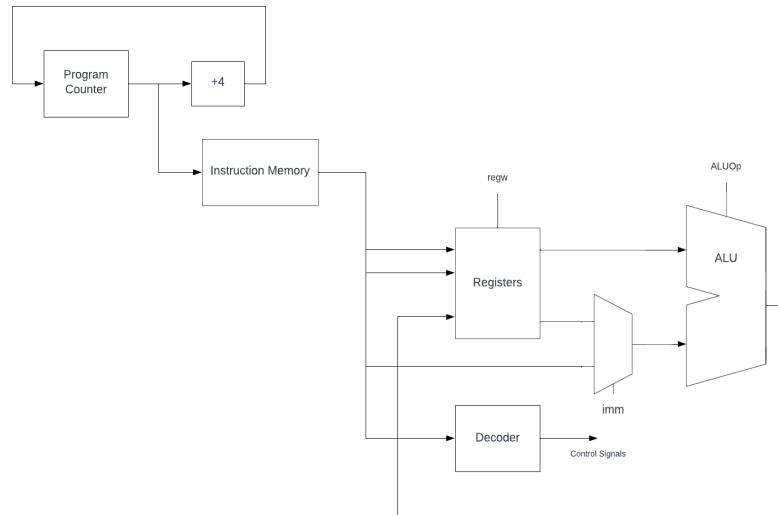 Program
Counter
+4
Instruction Memory
regw
ALUOp
Registers
ALU
imm
Decoder
Control Signals